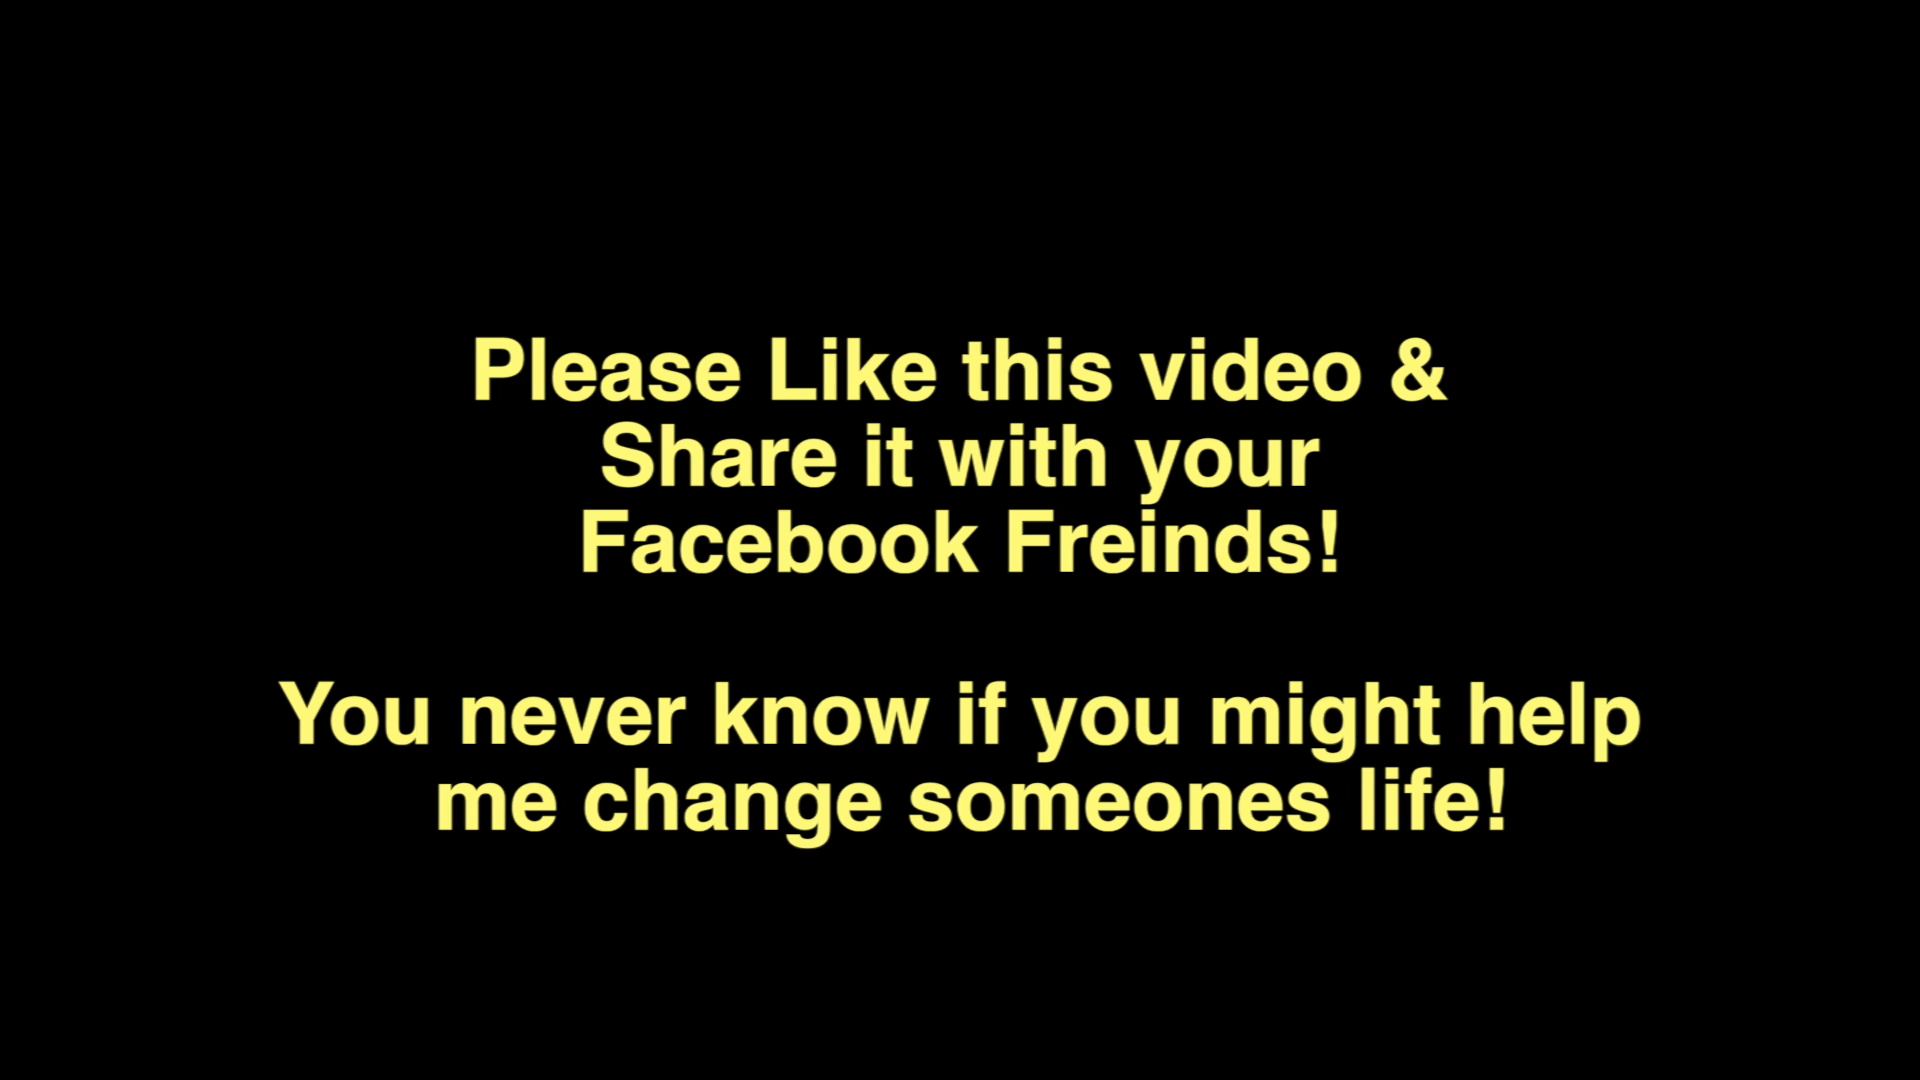 Please Like this video &
Share it with your
Facebook Freinds!
You never know if you might help
me change someones life!